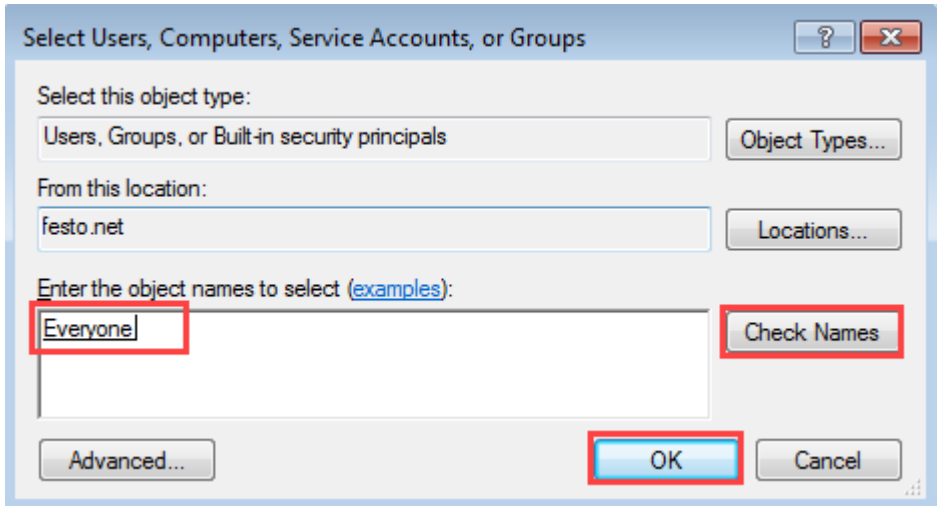 Select Users, Computers, Service Accounts, or Groups
Select this object type:
Users, Groups, or Built-in security principals
Object Types...
From this location:
festo.net
Locations...
Enter the object names to select (examples):
Everyone
Check Names
Advanced...
OK
Cancel